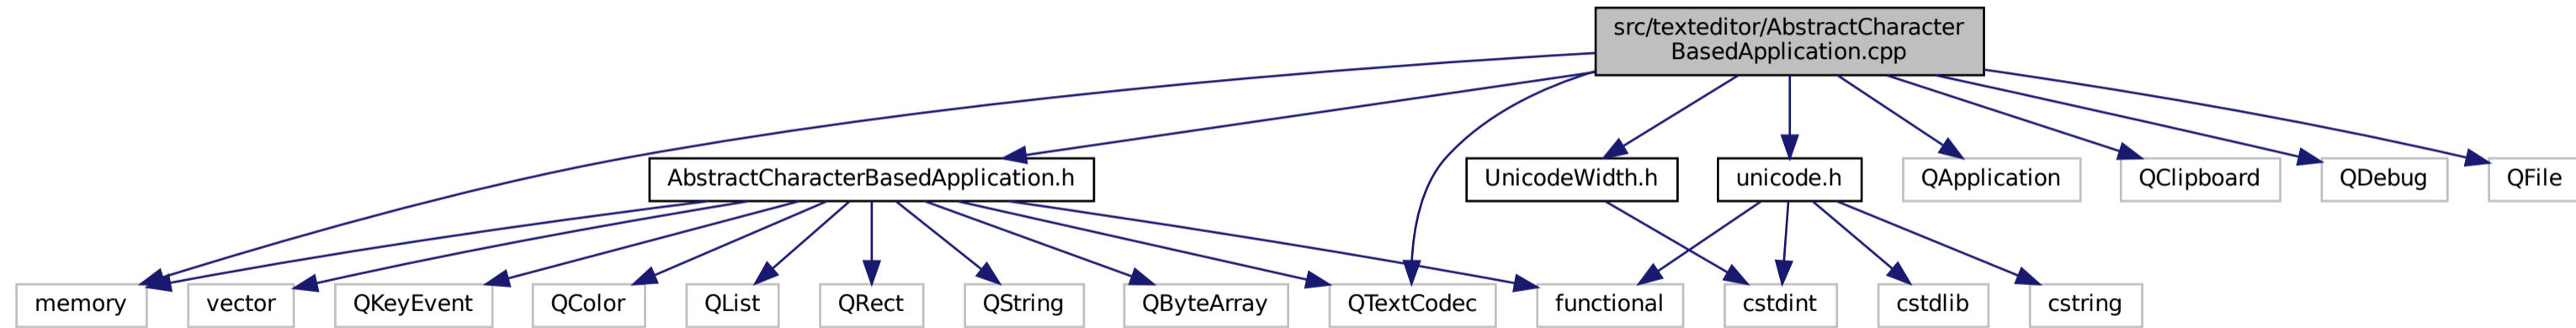 src/texteditor/AbstractCharacter
BasedApplication.cpp
AbstractCharacterBasedApplication.h
UnicodeWidth.h
unicode.h
QApplication
QClipboard
QDebug
QFile
memory
vector
QKeyEvent
QColor
QList
QRect
QString
QByteArray
QTextCodec
functional
cstdint
cstdlib
cstring